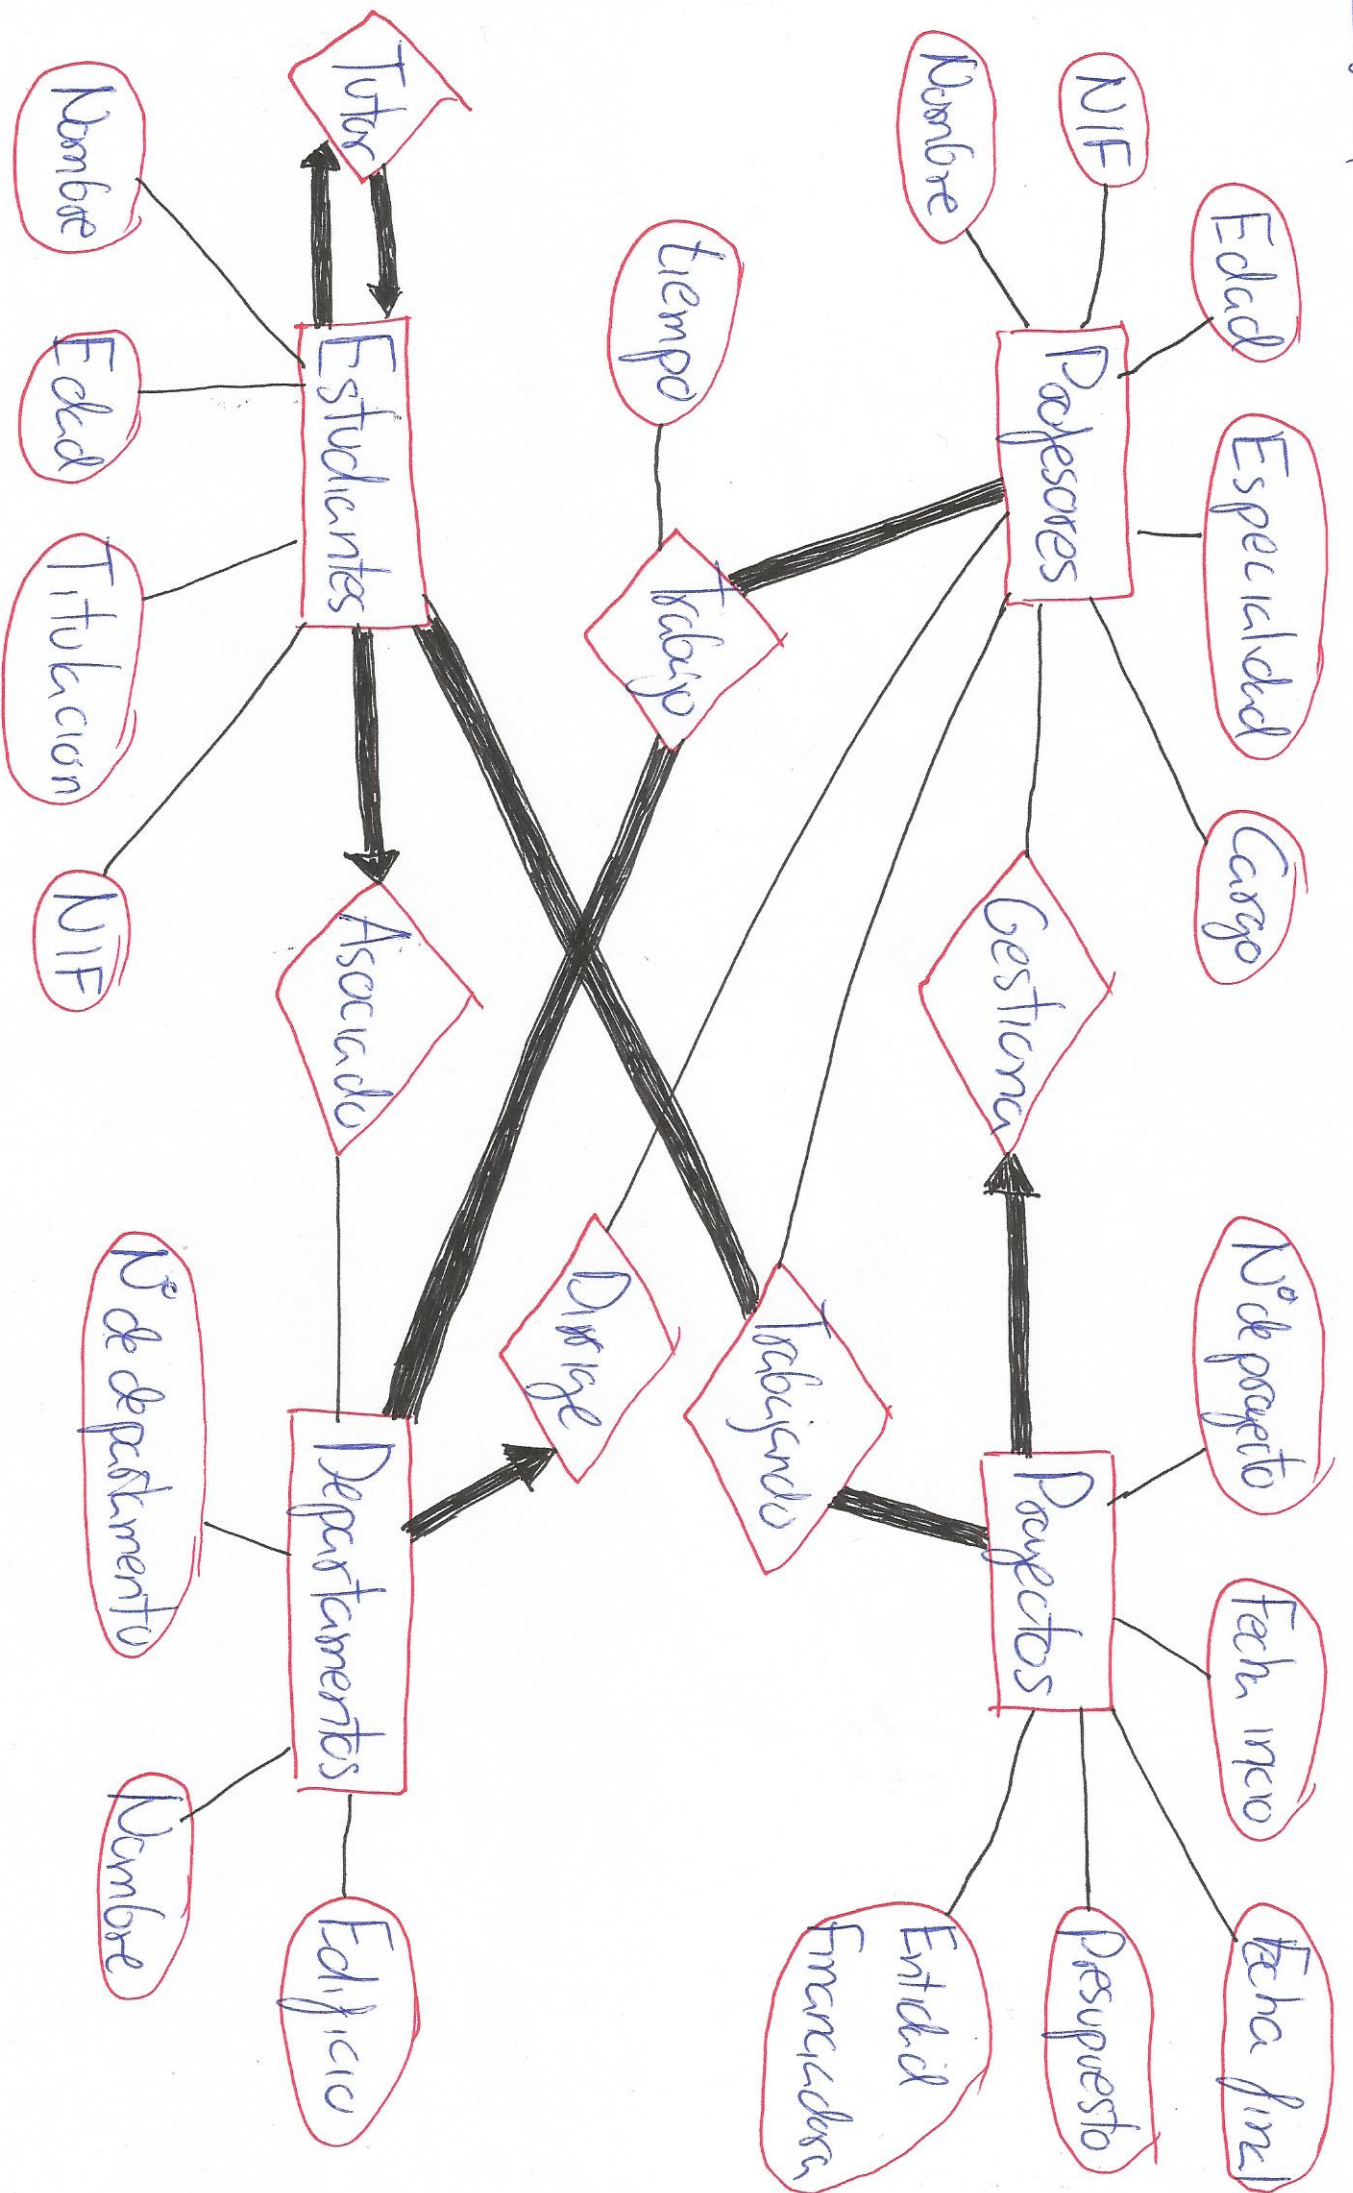 NIF
Edad
Especialidad
Cargo
Nombre
Profesores
Nº de proyecto
Fecha inicio
Fecha final
Proyectos
Presupuesto
Entidad
Financiadora
Gestiona
tiempo
Trabajo
Trabajando
Dirige
Tutor
Estudiantes
Asociado
Departamentos
Edificio
Nombre
Edad
Titulacion
NIF
Nº de departamento
Nombre